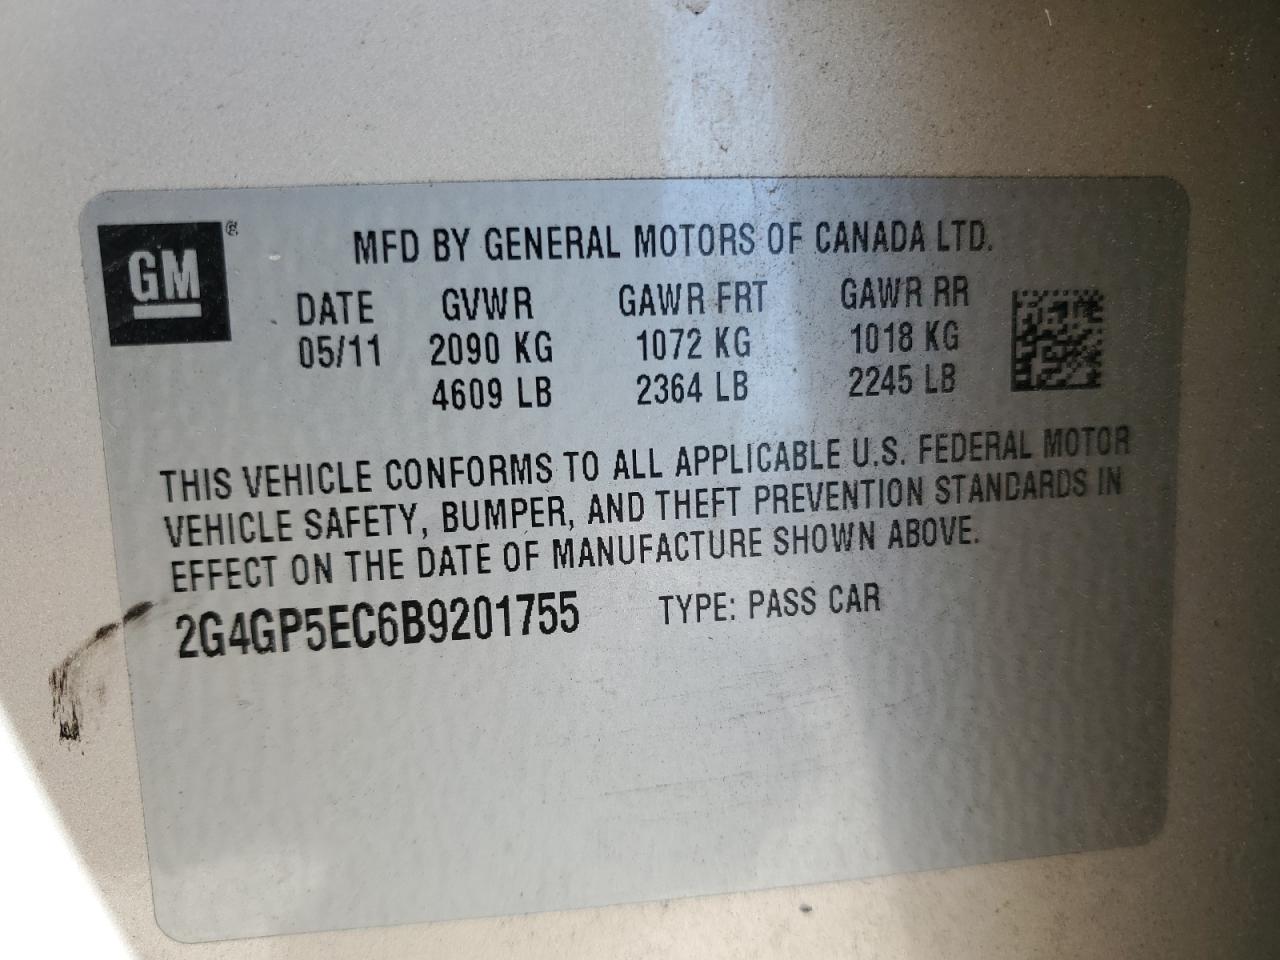 GM®
MFD BY GENERAL MOTORS OF CANADA LTD.
DATE GVWR GAWR FRT GAWR RR
05/11 2090 KG 1072 KG 1018 KG
4609 LB 2364 LB 2245 LB
THIS VEHICLE CONFORMS TO ALL APPLICABLE U.S. FEDERAL MOTOR
VEHICLE SAFETY, BUMPER, AND THEFT PREVENTION STANDARDS IN
EFFECT ON THE DATE OF MANUFACTURE SHOWN ABOVE.
2G4GP5EC6B9201755 TYPE: PASS CAR